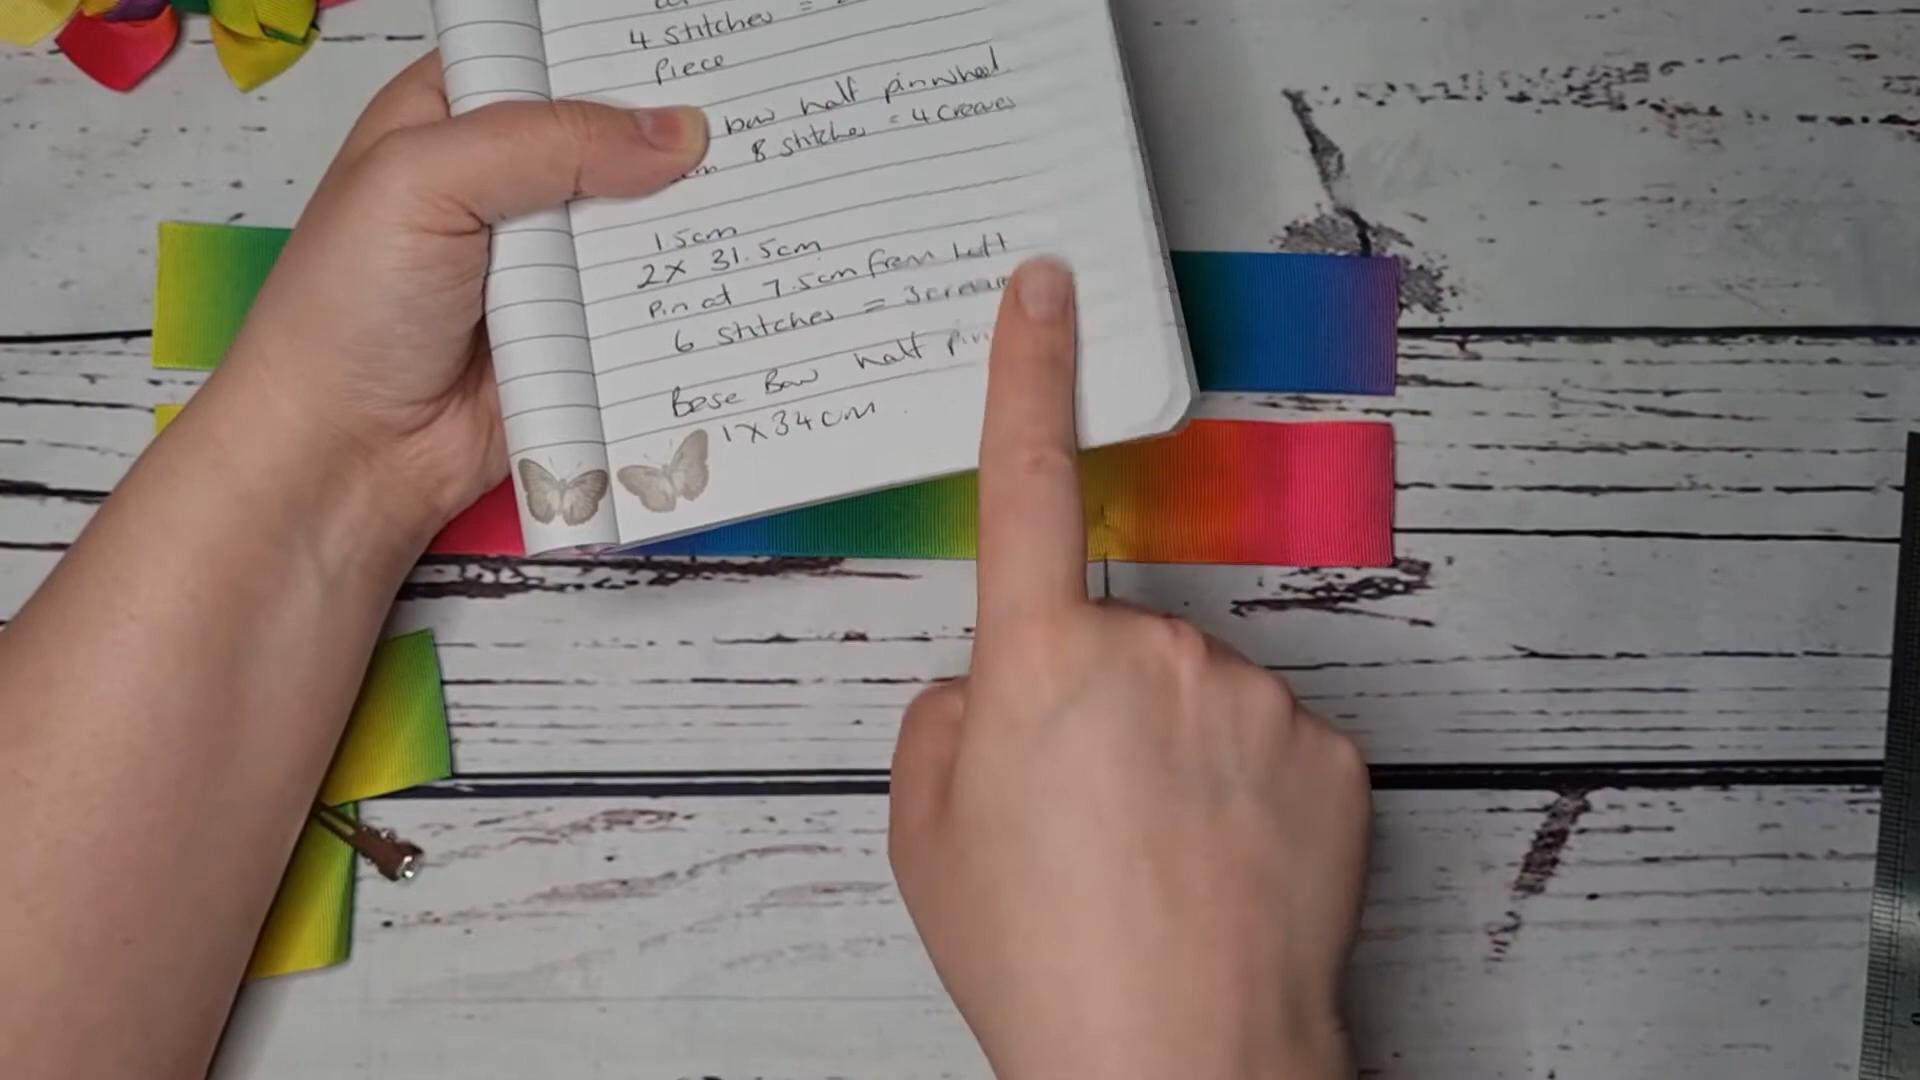 4 stitches =
Piece
bow half pinwheel
8 stitches = 4 creases
1.5cm
2x 31.5cm
Pin at 7.5cm from left
6 stitches = 3
Base Bow half
1x34cm